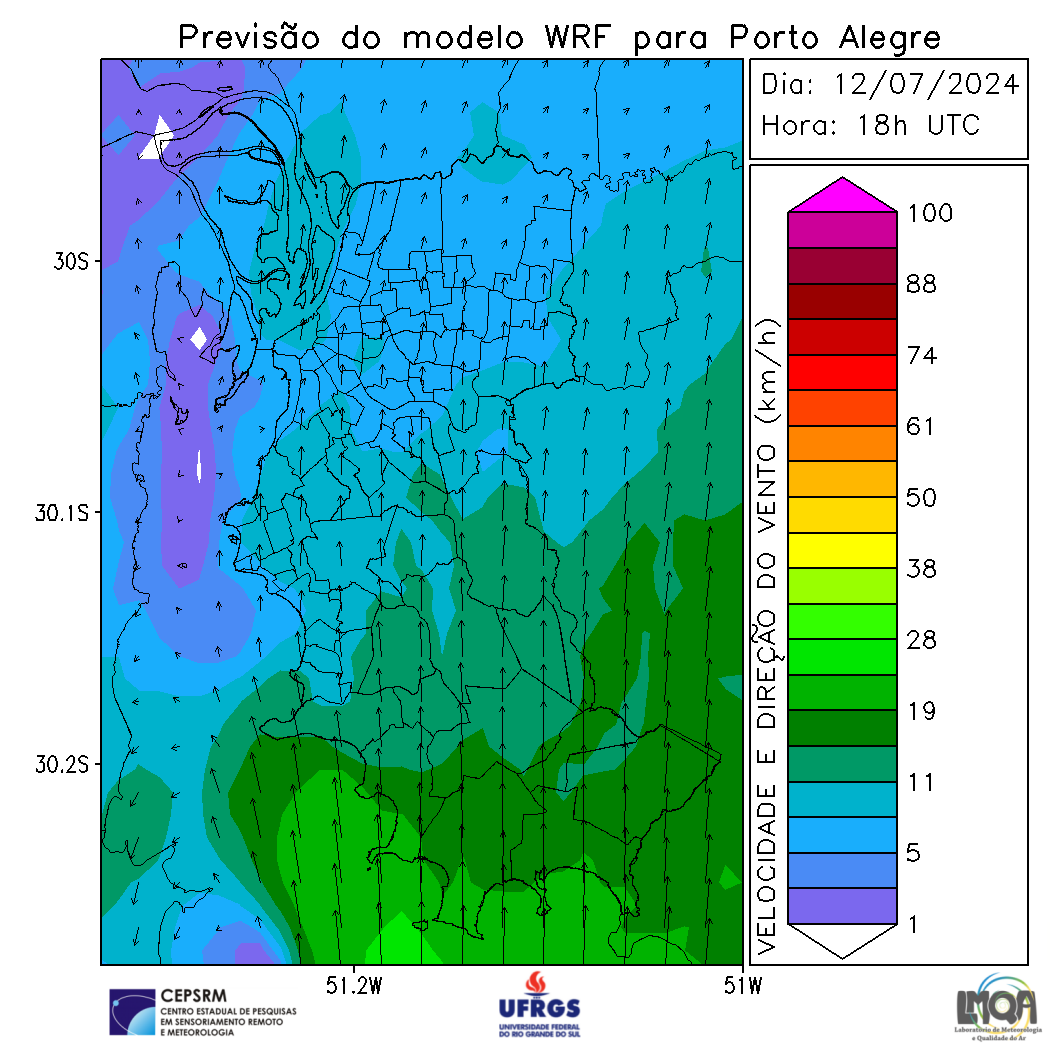 Previsão do modelo WRF para Porto Alegre
Dia: 12/07/2024
Hora: 18h UTC
30S
30.1S
30.2S
51.2W
51W
VELOCIDADE E DIREÇÃO DO VENTO (km/h)
100
88
74
61
50
38
28
19
11
5
1
CEPSRM
CENTRO ESTADUAL DE PESQUISAS
EM SENSORIAMENTO REMOTO
E METEOROLOGIA
UFRGS
UNIVERSIDADE FEDERAL
DO RIO GRANDE DO SUL
LMQA
Laboratório de Meteorologia
e Qualidade do Ar